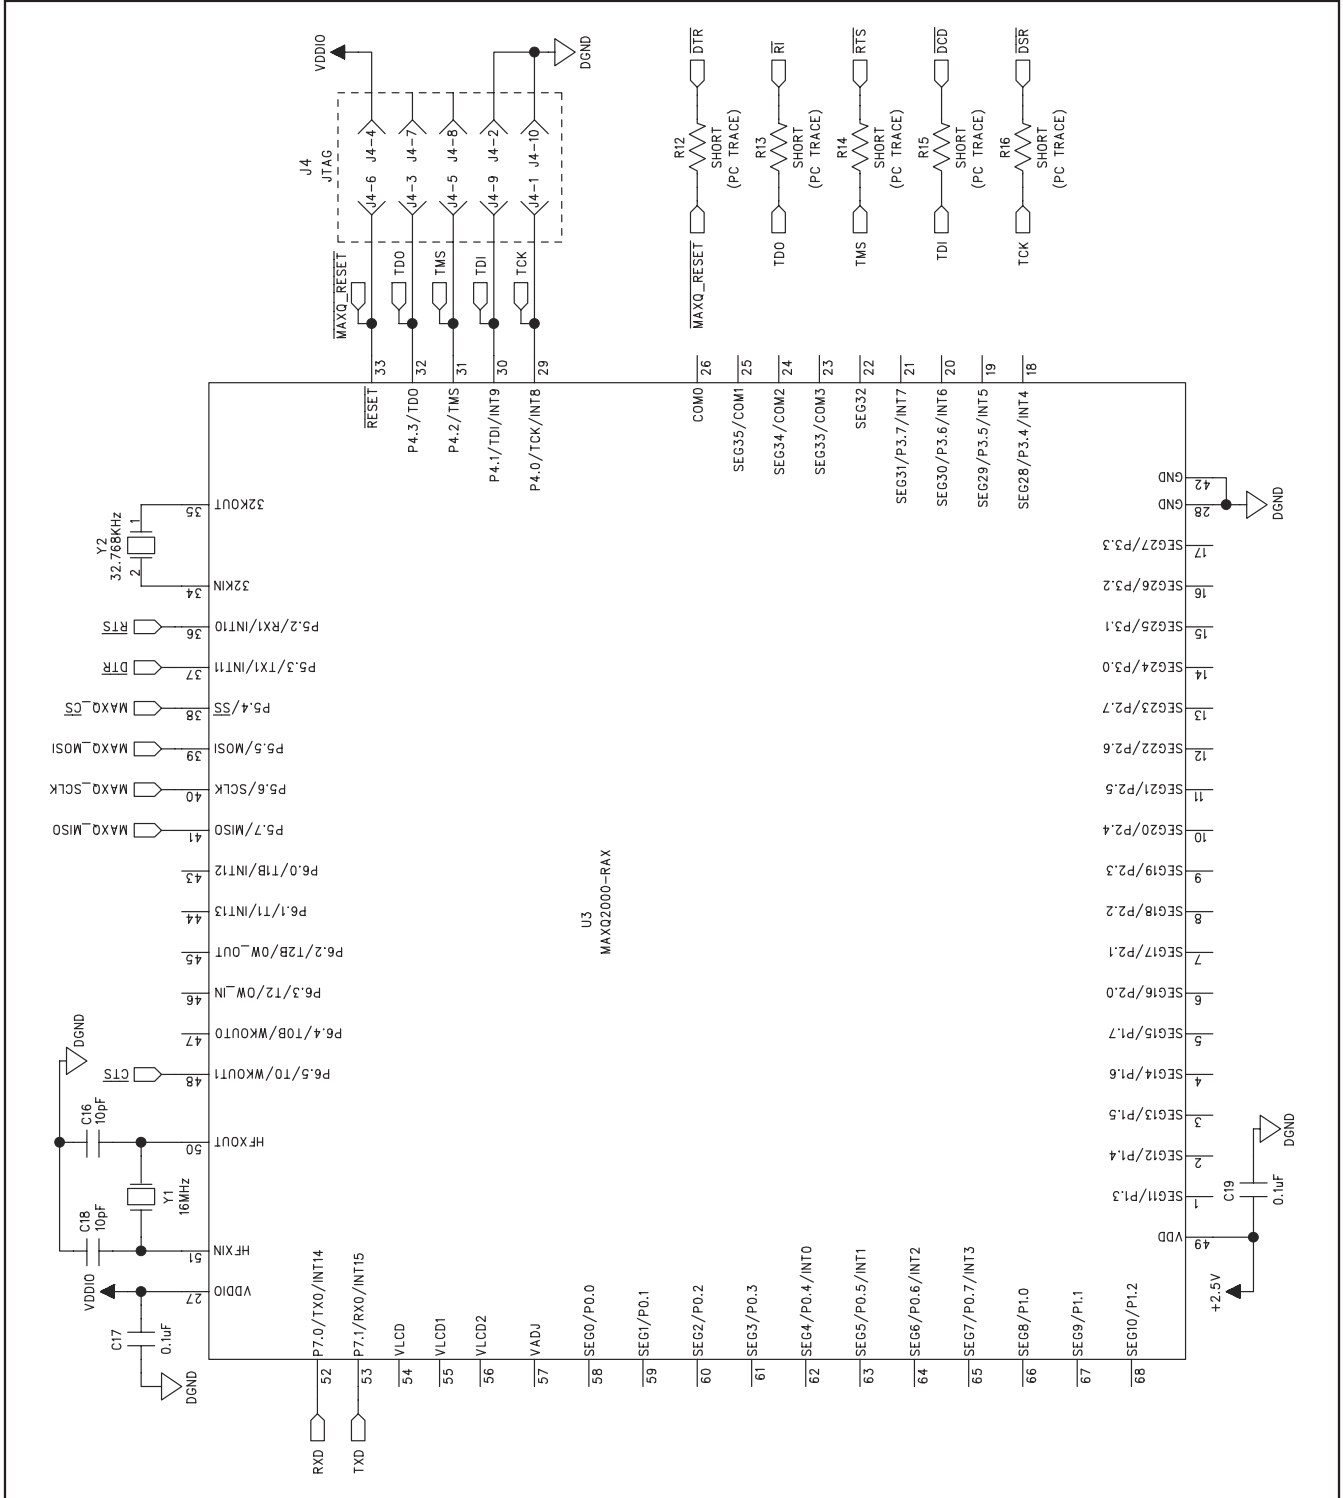 VDDIO
DGND
J4
JTAG
J4-6 J4-4
J4-3 J4-7
J4-5 J4-8
J4-9 J4-2
J4-1 J4-10
MAXQ_RESET
TDO
TMS
TDI
TCK
33
32
31
30
29
RESET
P4.3/TDO
P4.2/TMS
P4.1/TDI/INT9
P4.0/TCK/INT8
DTR
R12
SHORT
(PC TRACE)
MAXQ_RESET
RI
R13
SHORT
(PC TRACE)
TDO
RTS
R14
SHORT
(PC TRACE)
TMS
DCD
R15
SHORT
(PC TRACE)
TDI
DSR
R16
SHORT
(PC TRACE)
TCK
26
25
24
23
22
21
20
19
18
COM0
SEG35/COM1
SEG34/COM2
SEG33/COM3
SEG32
SEG31/P3.7/INT7
SEG30/P3.6/INT6
SEG29/P3.5/INT5
SEG28/P3.4/INT4
Y2
32.768KHz
1
2
35 32KOUT
34 32KIN
RTS 36 P5.2/RX1/INT10
DTR 37 P5.3/TX1/INT11
MAXQ_CS 38 P5.4/SS
MAXQ_MOSI 39 P5.5/MOSI
MAXQ_SCLK 40 P5.6/SCLK
MAXQ_MISO 41 P5.7/MISO
43 P6.0/T1B/INT12
44 P6.1/T1/INT13
45 P6.2/T2B/OW_OUT
46 P6.3/T2/OW_IN
47 P6.4/T0B/WKOUT0
CTS 48 P6.5/T0/WKOUT1
DGND
C16
10pF
50 HFXOUT
Y1
16MHz
C18
10pF
51 HFXIN
VDDIO
27 VDDIO
C17
0.1uF
DGND
U3
MAXQ2000-RAX
GND 42
GND 28
DGND
SEG27/P3.3 17
SEG26/P3.2 16
SEG25/P3.1 15
SEG24/P3.0 14
SEG23/P2.7 13
SEG22/P2.6 12
SEG21/P2.5 11
SEG20/P2.4 10
SEG19/P2.3 9
SEG18/P2.2 8
SEG17/P2.1 7
SEG16/P2.0 6
SEG15/P1.7 5
SEG14/P1.6 4
SEG13/P1.5 3
SEG12/P1.4 2
SEG11/P1.3 1
VDD 49
DGND
C19
0.1uF
+2.5V
P7.0/TX0/INT14
P7.1/RX0/INT15
VLCD
VLCD1
VLCD2
VADJ
SEG0/P0.0
SEG1/P0.1
SEG2/P0.2
SEG3/P0.3
SEG4/P0.4/INT0
SEG5/P0.5/INT1
SEG6/P0.6/INT2
SEG7/P0.7/INT3
SEG8/P1.0
SEG9/P1.1
SEG10/P1.2
52
53
54
55
56
57
58
59
60
61
62
63
64
65
66
67
68
RXD
TXD